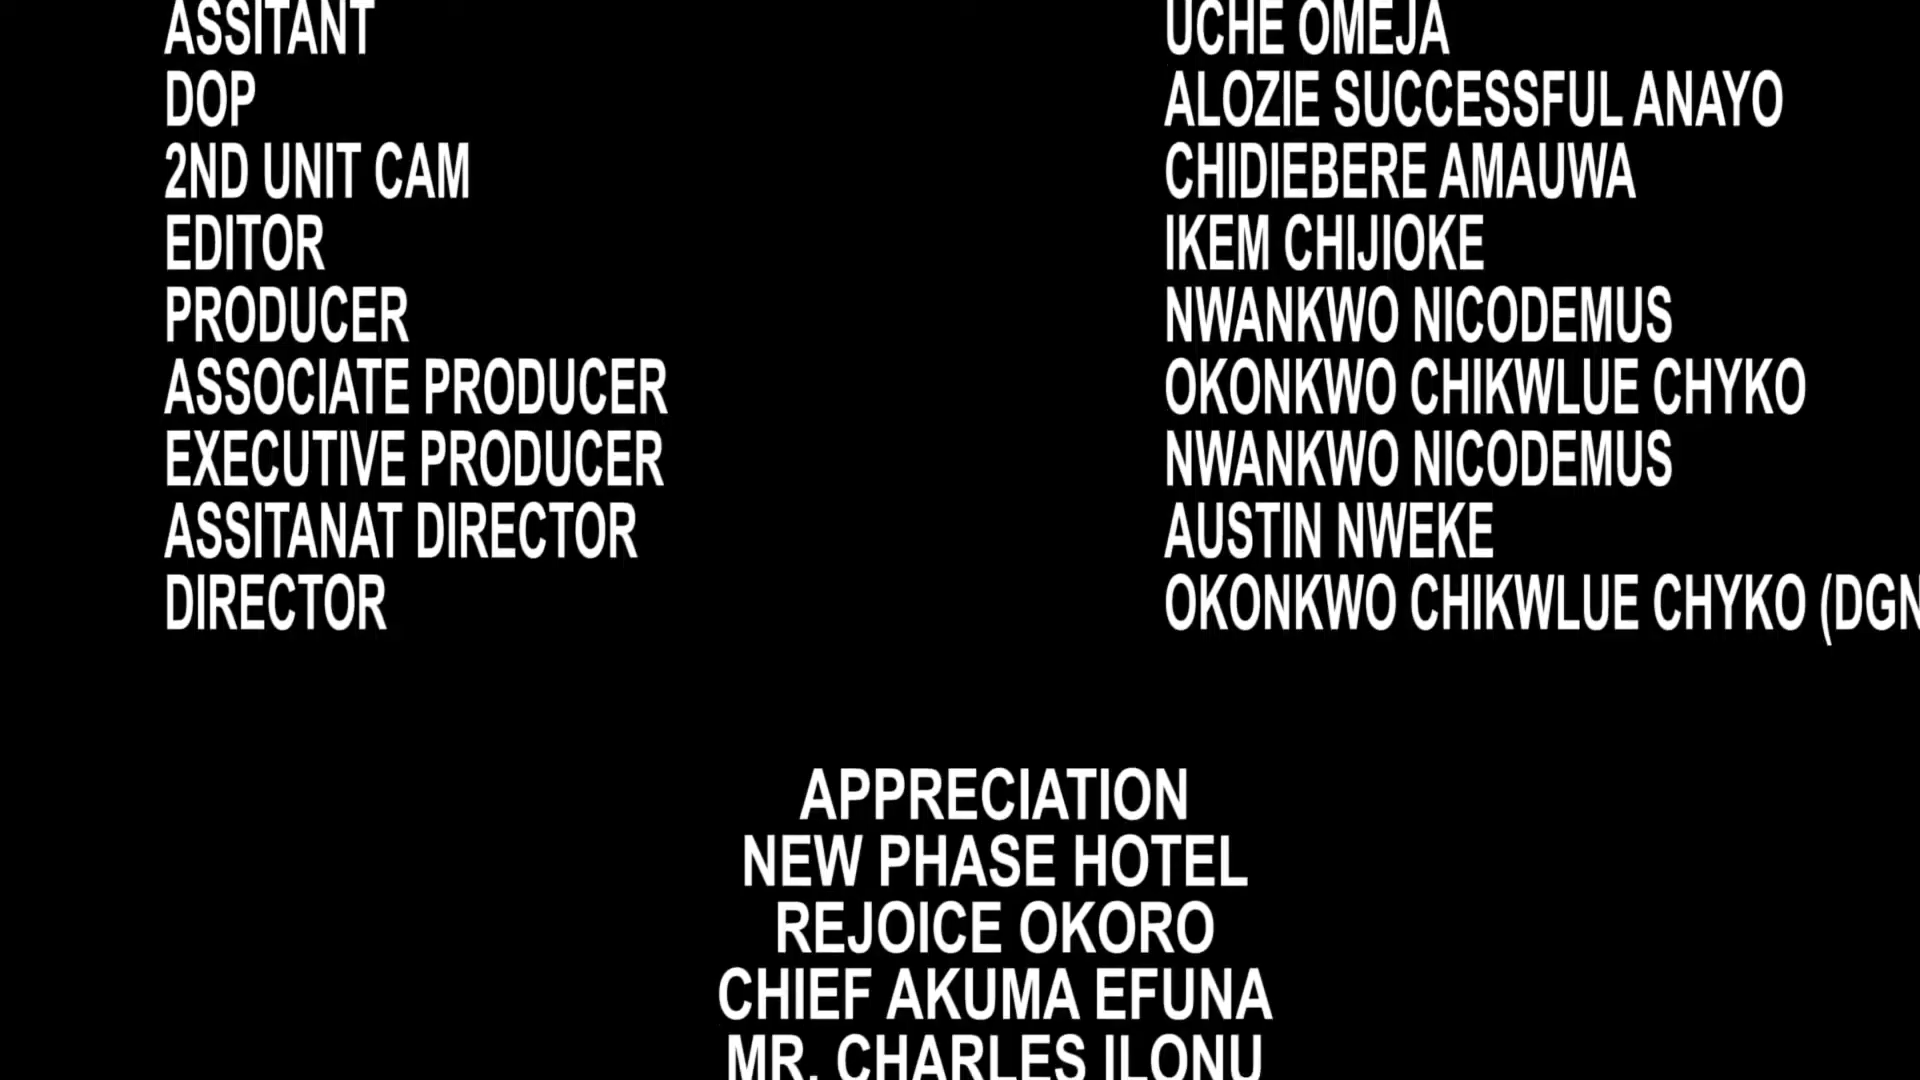 ASSITANT UCHE OMEJA
DOP ALOZIE SUCCESSFUL ANAYO
2ND UNIT CAM CHIDIEBERE AMAUWA
EDITOR IKEM CHIJIOKE
PRODUCER NWANKWO NICODEMUS
ASSOCIATE PRODUCER OKONKWO CHIKWLUE CHYKO
EXECUTIVE PRODUCER NWANKWO NICODEMUS
ASSITANAT DIRECTOR AUSTIN NWEKE
DIRECTOR OKONKWO CHIKWLUE CHYKO (DGN
APPRECIATION
NEW PHASE HOTEL
REJOICE OKORO
CHIEF AKUMA EFUNA
MR. CHARLES ILONU